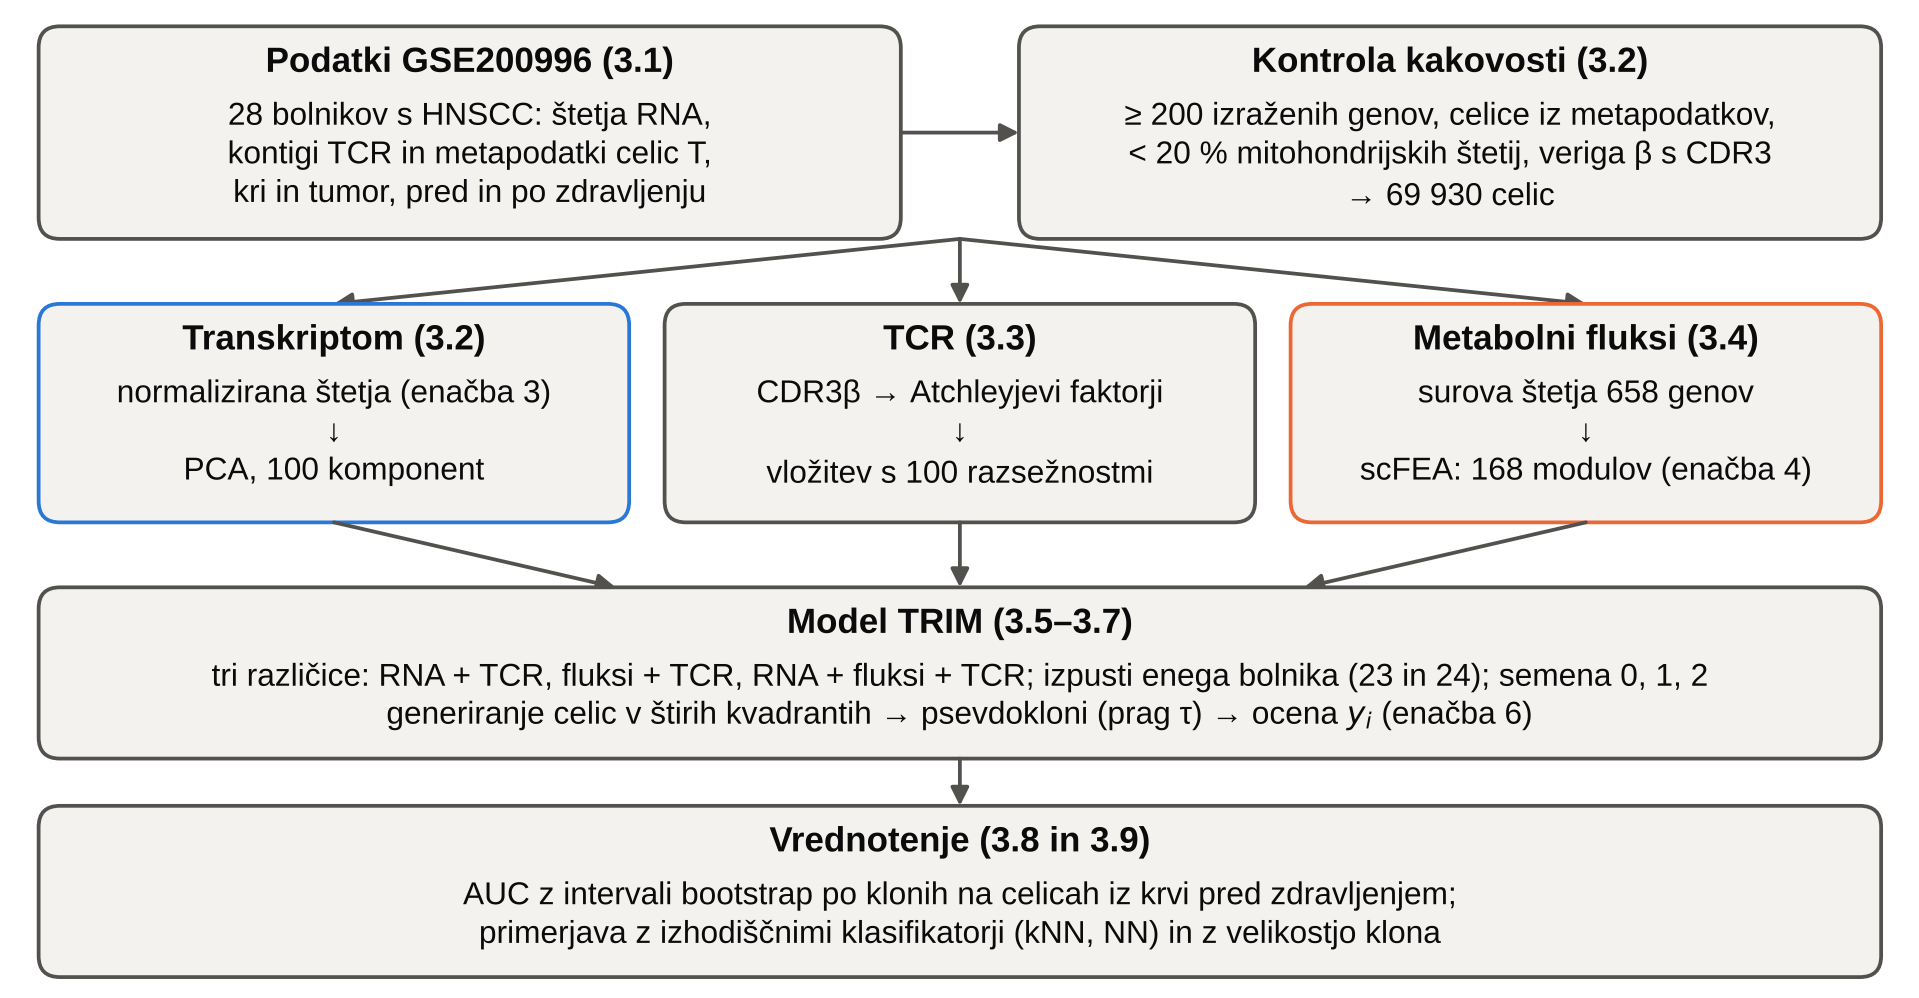 Podatki GSE200996 (3.1)
28 bolnikov s HNSCC: štetja RNA,
kontigi TCR in metapodatki celic T,
kri in tumor, pred in po zdravljenju
Kontrola kakovosti (3.2)
≥ 200 izraženih genov, celice iz metapodatkov,
< 20 % mitohondrijskih štetij, veriga β s CDR3
→ 69 930 celic
Transkriptom (3.2)
normalizirana štetja (enačba 3)
↓
PCA, 100 komponent
TCR (3.3)
CDR3β → Atchleyjevi faktorji
↓
vložitev s 100 razsežnostmi
Metabolni fluksi (3.4)
surova štetja 658 genov
↓
scFEA: 168 modulov (enačba 4)
Model TRIM (3.5–3.7)
tri različice: RNA + TCR, fluksi + TCR, RNA + fluksi + TCR; izpusti enega bolnika (23 in 24); semena 0, 1, 2
generiranje celic v štirih kvadrantih → psevdokloni (prag τ) → ocena yᵢ (enačba 6)
Vrednotenje (3.8 in 3.9)
AUC z intervali bootstrap po klonih na celicah iz krvi pred zdravljenjem;
primerjava z izhodiščnimi klasifikatorji (kNN, NN) in z velikostjo klona